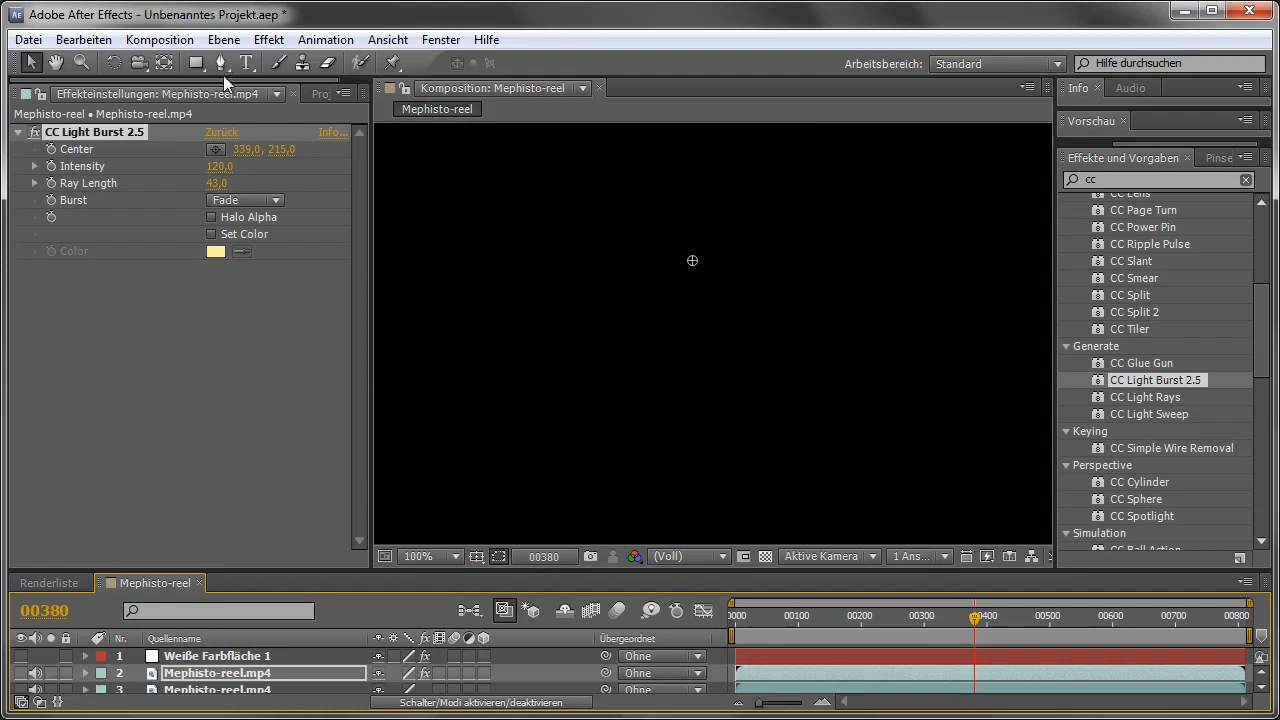 Adobe After Effects - Unbenanntes Projekt.aep *
Datei Bearbeiten Komposition Ebene Effekt Animation Ansicht Fenster Hilfe
Arbeitsbereich: Standard Hilfe durchsuchen
Effekteinstellungen: Mephisto-reel.mp4 Proj
Mephisto-reel • Mephisto-reel.mp4
CC Light Burst 2.5 Zurück Info...
Center 339,0, 215,0
Intensity 120,0
Ray Length 43,0
Burst Fade
Halo Alpha
Set Color
Color
Komposition: Mephisto-reel
Mephisto-reel
100% 00380 (Voll) Aktive Kamera 1 Ans...
Info Audio
Vorschau
Effekte und Vorgaben Pinse
cc
CC Lens
CC Page Turn
CC Power Pin
CC Ripple Pulse
CC Slant
CC Smear
CC Split
CC Split 2
CC Tiler
Generate
CC Glue Gun
CC Light Burst 2.5
CC Light Rays
CC Light Sweep
Keying
CC Simple Wire Removal
Perspective
CC Cylinder
CC Sphere
CC Spotlight
Simulation
CC Ball Action
Renderliste Mephisto-reel
00380
0000 00100 00200 00300 00400 00500 00600 00700 00800
Nr. Quellenname Übergeordnet
1 Weiße Farbfläche 1 Ohne
2 Mephisto-reel.mp4 Ohne
3 Mephisto-reel.mp4 Ohne
Schalter/Modi aktivieren/deaktivieren